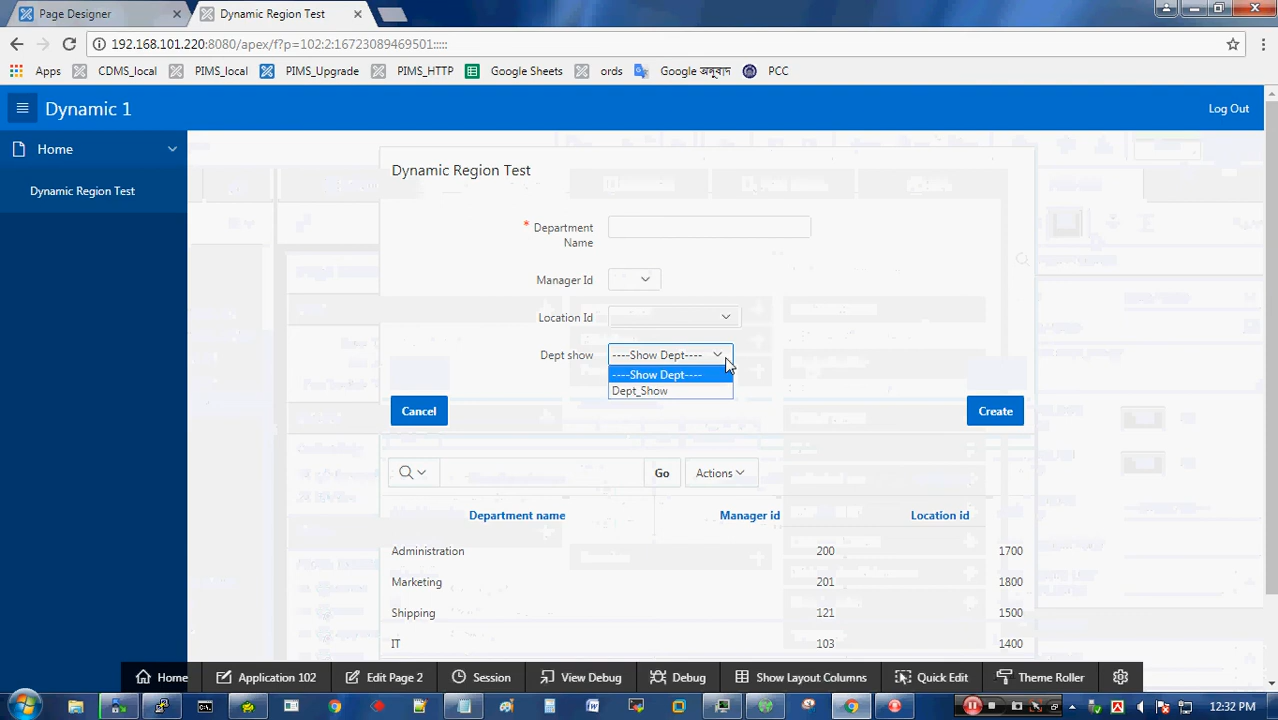 Page Designer
Dynamic Region Test
192.168.101.220:8080/apex/f?p=102:2:16723089469501:::::
Apps CDMS_local PIMS_local PIMS_Upgrade PIMS_HTTP Google Sheets ords Google অনুবাদ PCC
Dynamic 1
Log Out
Home
Dynamic Region Test
Dynamic Region Test
* Department Name
Manager Id
Location Id
Dept show
----Show Dept----
----Show Dept----
Dept_Show
Cancel
Create
Go
Actions
Department name Manager id Location id
Administration 200 1700
Marketing 201 1800
Shipping 121 1500
IT 103 1400
Home Application 102 Edit Page 2 Session View Debug Debug Show Layout Columns Quick Edit Theme Roller
12:32 PM